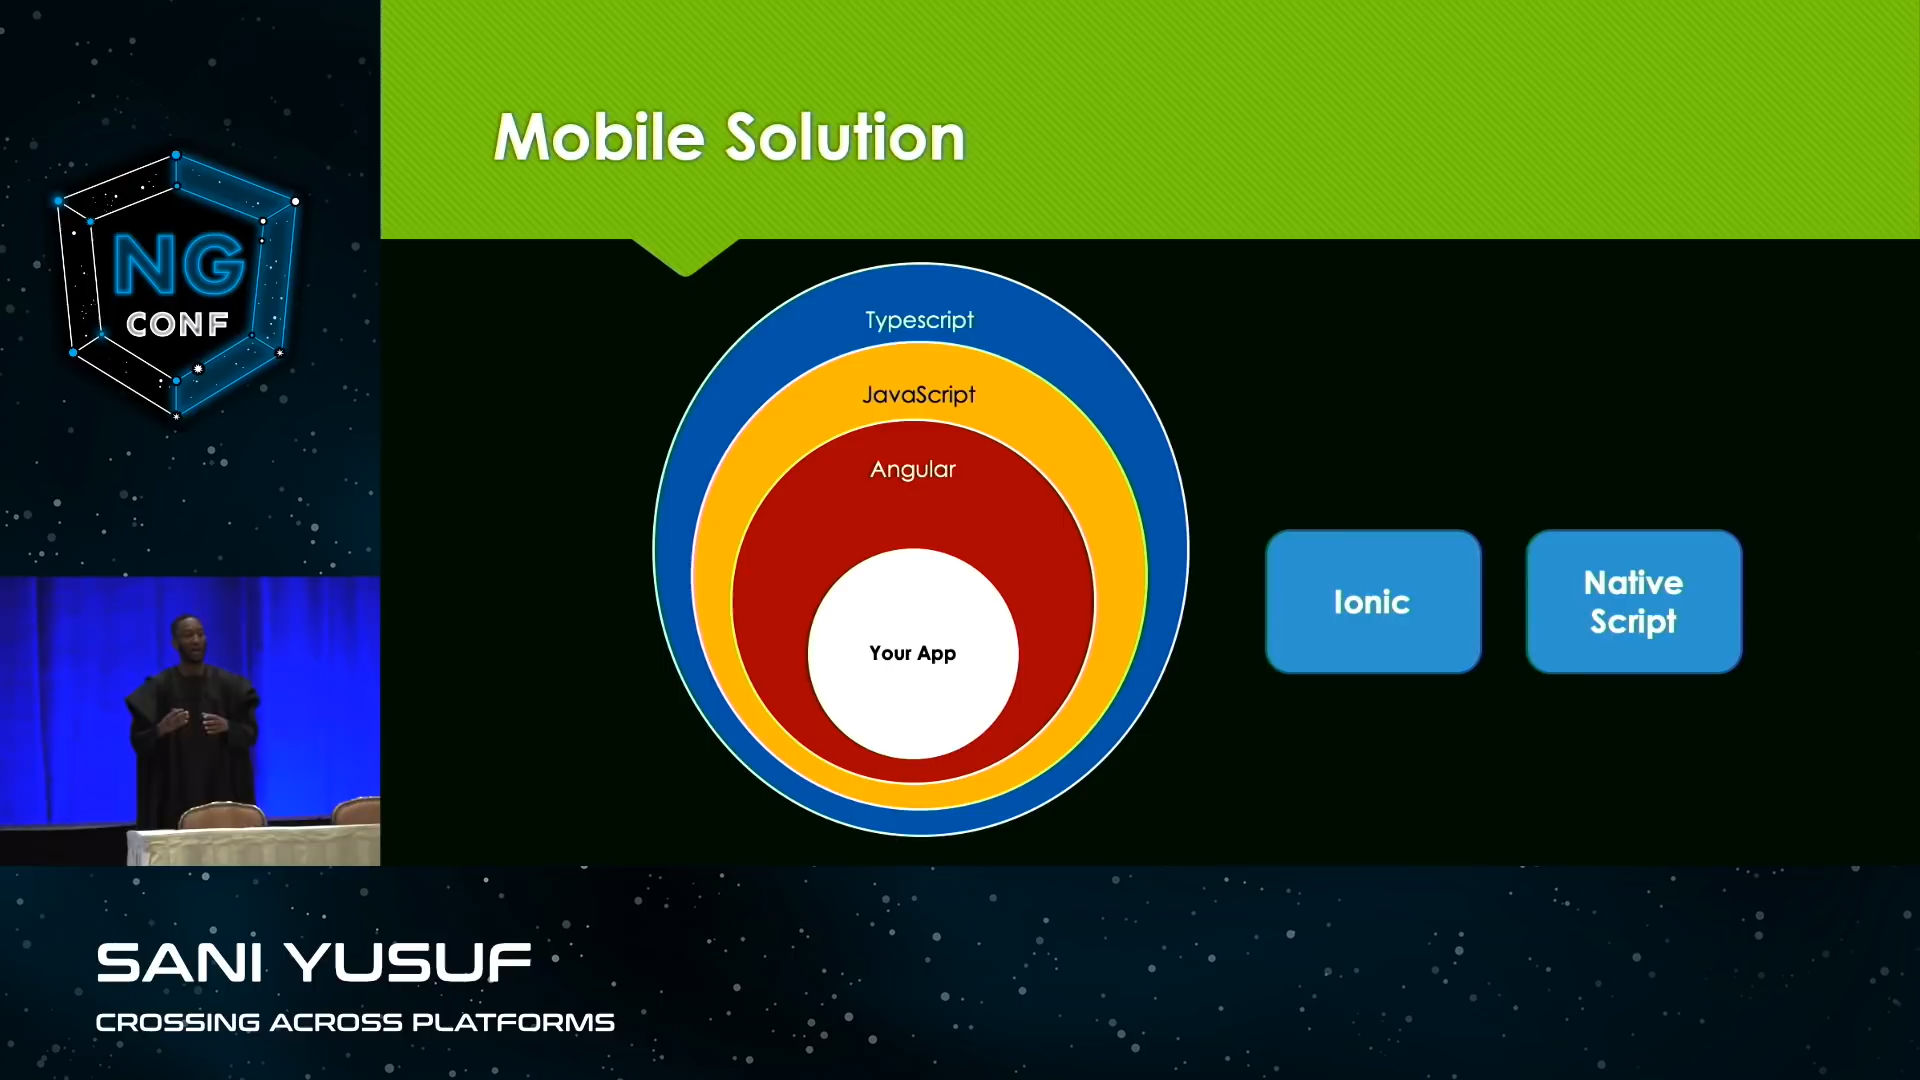 Mobile Solution
NG
CONF
Typescript
JavaScript
Angular
Your App
Ionic
Native
Script
SANI YUSUF
CROSSING ACROSS PLATFORMS